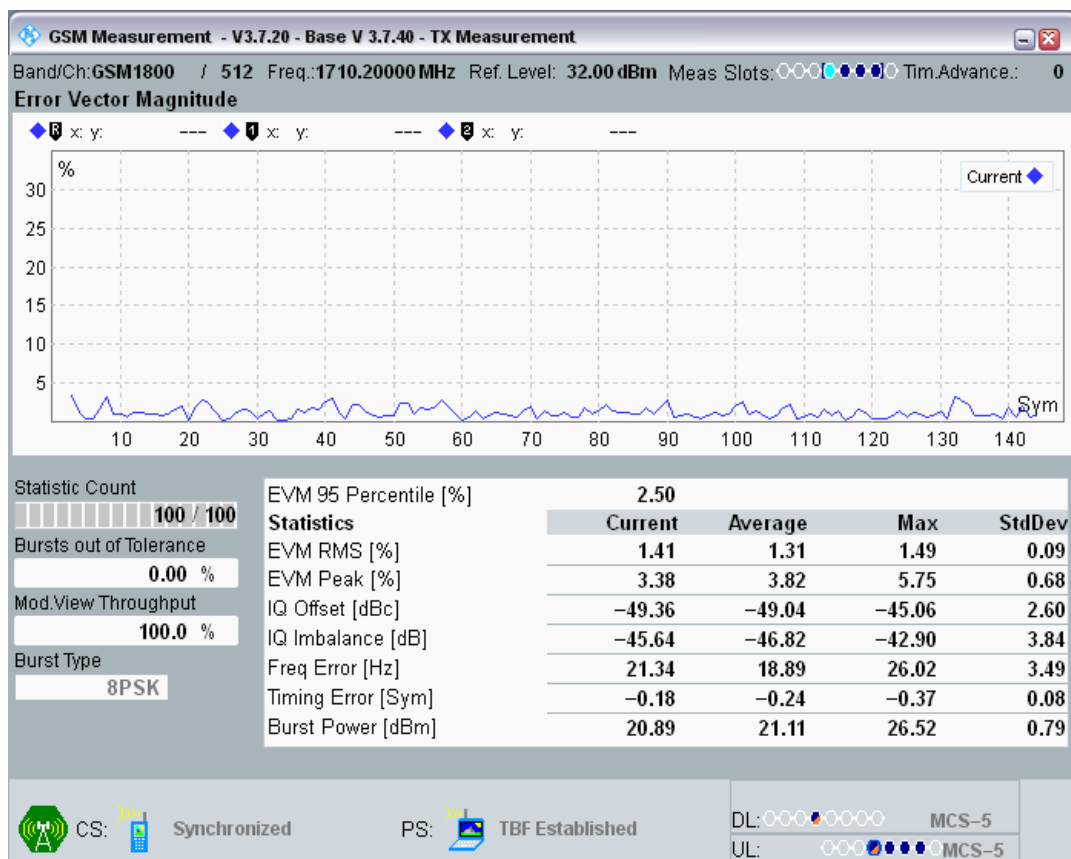 GSM Measurement - V3.7.20 - Base V 3.7.40 - TX Measurement
Band/Ch:GSM1800 / 512 Freq.:1710.20000 MHz Ref. Level: 32.00 dBm Meas Slots: Tim.Advance.: 0
Error Vector Magnitude
R x: y: --- 1 x: y: --- 2 x: y: ---
%
Current
30
25
20
15
10
5
Sym
10 20 30 40 50 60 70 80 90 100 110 120 130 140
Statistic Count
100 / 100
Bursts out of Tolerance
0.00 %
Mod.View Throughput
100.0 %
Burst Type
8PSK
EVM 95 Percentile [%] 2.50
Statistics Current Average Max StdDev
EVM RMS [%] 1.41 1.31 1.49 0.09
EVM Peak [%] 3.38 3.82 5.75 0.68
IQ Offset [dBc] −49.36 −49.04 −45.06 2.60
IQ Imbalance [dB] −45.64 −46.82 −42.90 3.84
Freq Error [Hz] 21.34 18.89 26.02 3.49
Timing Error [Sym] −0.18 −0.24 −0.37 0.08
Burst Power [dBm] 20.89 21.11 26.52 0.79
CS: Synchronized PS: TBF Established
DL: MCS−5
UL: MCS−5